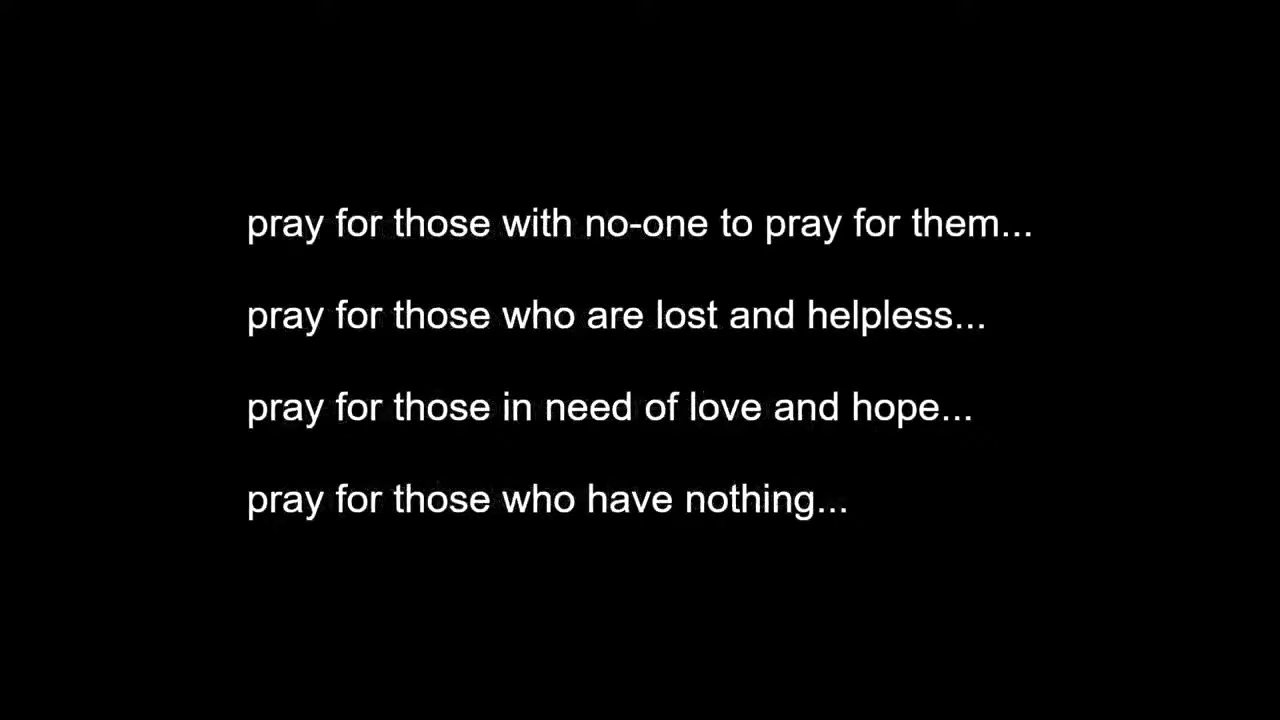 pray for those with no-one to pray for them...
pray for those who are lost and helpless...
pray for those in need of love and hope...
pray for those who have nothing...